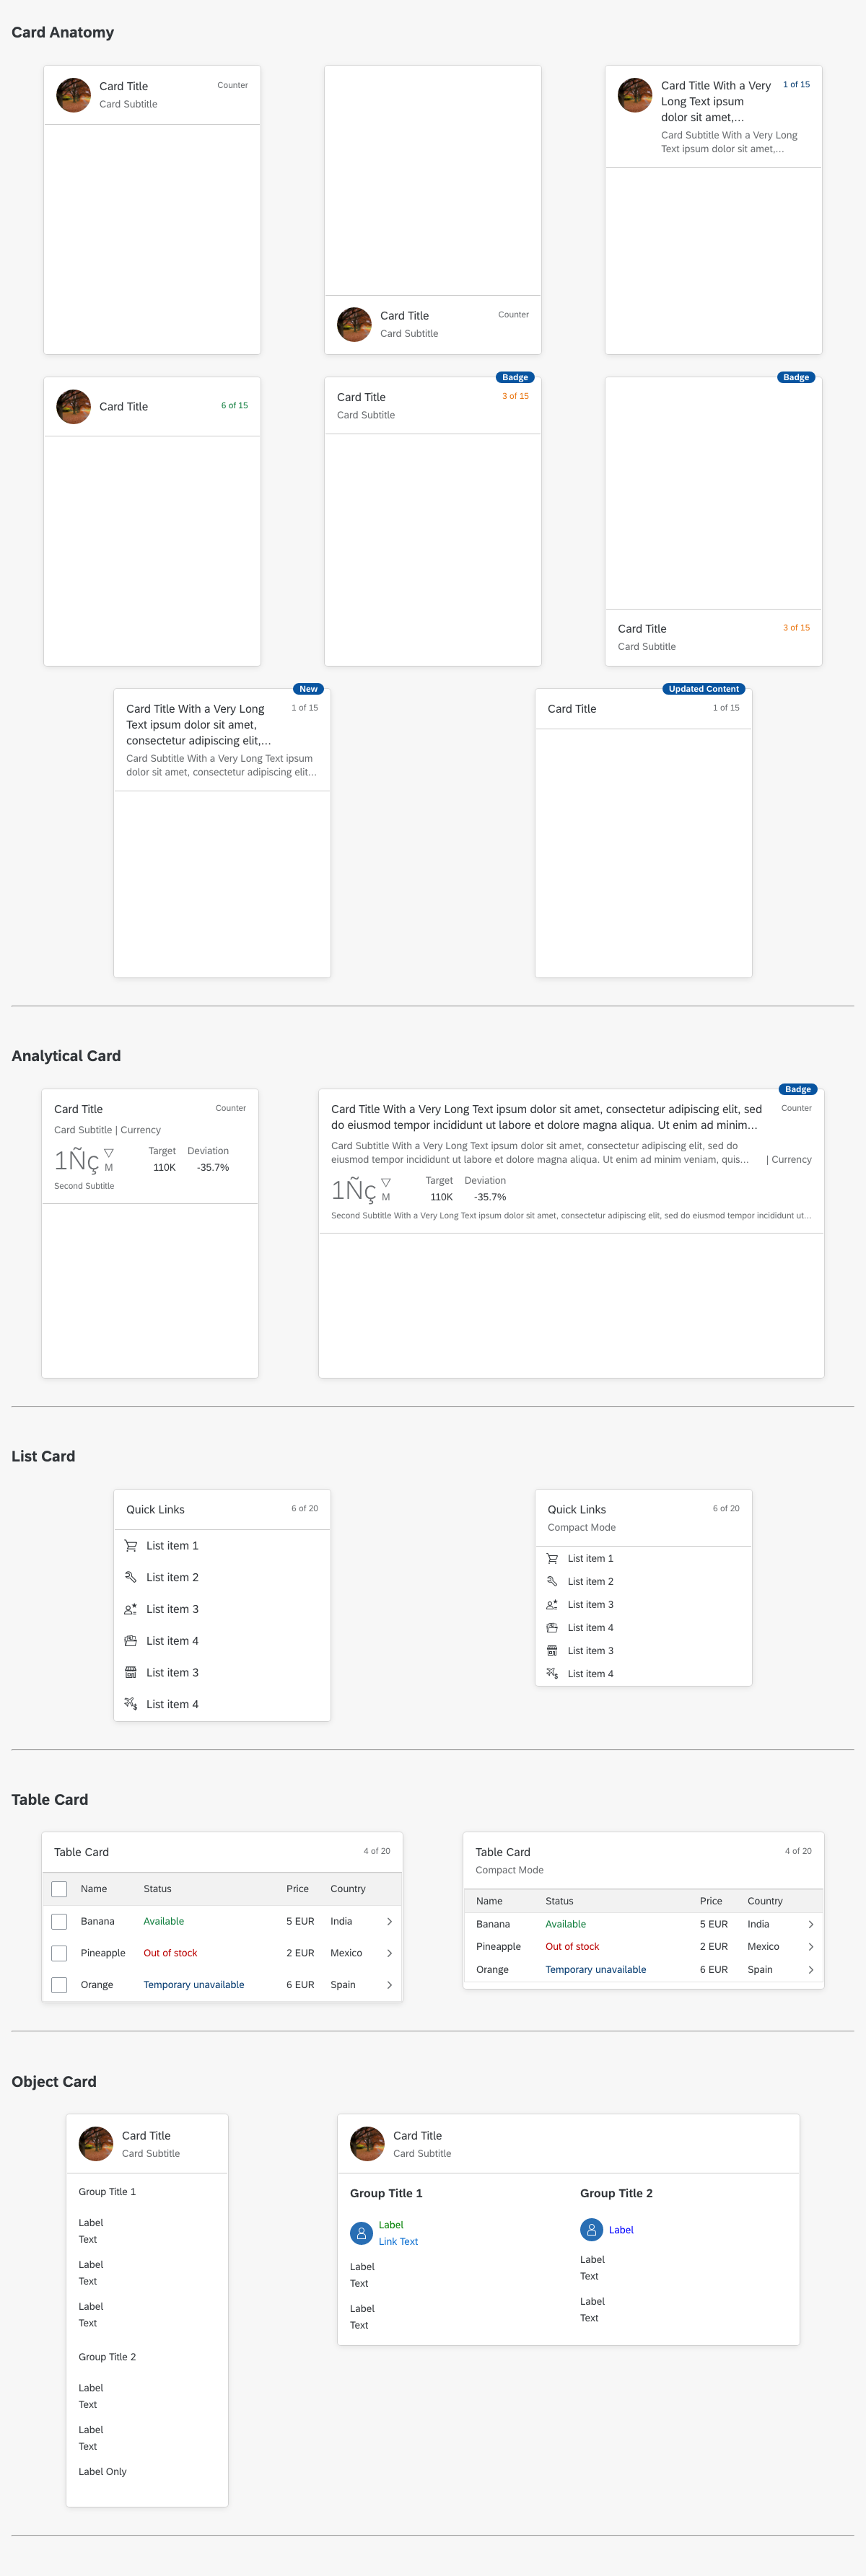 Card Anatomy
Card Title
Counter
Card Subtitle
Card Title
Counter
Card Subtitle
Card Title With a Very
Long Text ipsum
dolor sit amet,...
1 of 15
Card Subtitle With a Very Long
Text ipsum dolor sit amet,...
Card Title
6 of 15
Badge
Card Title
3 of 15
Card Subtitle
Badge
Card Title
3 of 15
Card Subtitle
New
Card Title With a Very Long
Text ipsum dolor sit amet,
consectetur adipiscing elit,...
1 of 15
Card Subtitle With a Very Long Text ipsum
dolor sit amet, consectetur adipiscing elit...
Updated Content
Card Title
1 of 15
Analytical Card
Card Title
Counter
Card Subtitle | Currency
1Ñç
M
Target
110K
Deviation
-35.7%
Second Subtitle
Badge
Card Title With a Very Long Text ipsum dolor sit amet, consectetur adipiscing elit, sed
do eiusmod tempor incididunt ut labore et dolore magna aliqua. Ut enim ad minim...
Counter
Card Subtitle With a Very Long Text ipsum dolor sit amet, consectetur adipiscing elit, sed do
eiusmod tempor incididunt ut labore et dolore magna aliqua. Ut enim ad minim veniam, quis...
| Currency
1Ñç
M
Target
110K
Deviation
-35.7%
Second Subtitle With a Very Long Text ipsum dolor sit amet, consectetur adipiscing elit, sed do eiusmod tempor incididunt ut...
List Card
Quick Links
6 of 20
List item 1
List item 2
List item 3
List item 4
List item 3
List item 4
Quick Links
6 of 20
Compact Mode
List item 1
List item 2
List item 3
List item 4
List item 3
List item 4
Table Card
Table Card
4 of 20
Name Status Price Country
Banana Available 5 EUR India
Pineapple Out of stock 2 EUR Mexico
Orange Temporary unavailable 6 EUR Spain
Table Card
4 of 20
Compact Mode
Name Status Price Country
Banana Available 5 EUR India
Pineapple Out of stock 2 EUR Mexico
Orange Temporary unavailable 6 EUR Spain
Object Card
Card Title
Card Subtitle
Group Title 1
Label
Text
Label
Text
Label
Text
Group Title 2
Label
Text
Label
Text
Label Only
Card Title
Card Subtitle
Group Title 1
Label
Link Text
Label
Text
Label
Text
Group Title 2
Label
Label
Text
Label
Text